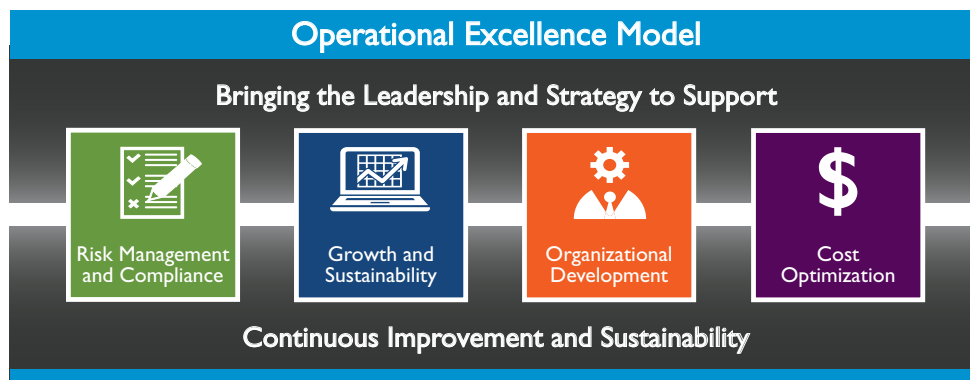 Operational Excellence Model
Bringing the Leadership and Strategy to Support
Risk Management
and Compliance
Growth and
Sustainability
Organizational
Development
Cost
Optimization
$
Continuous Improvement and Sustainability